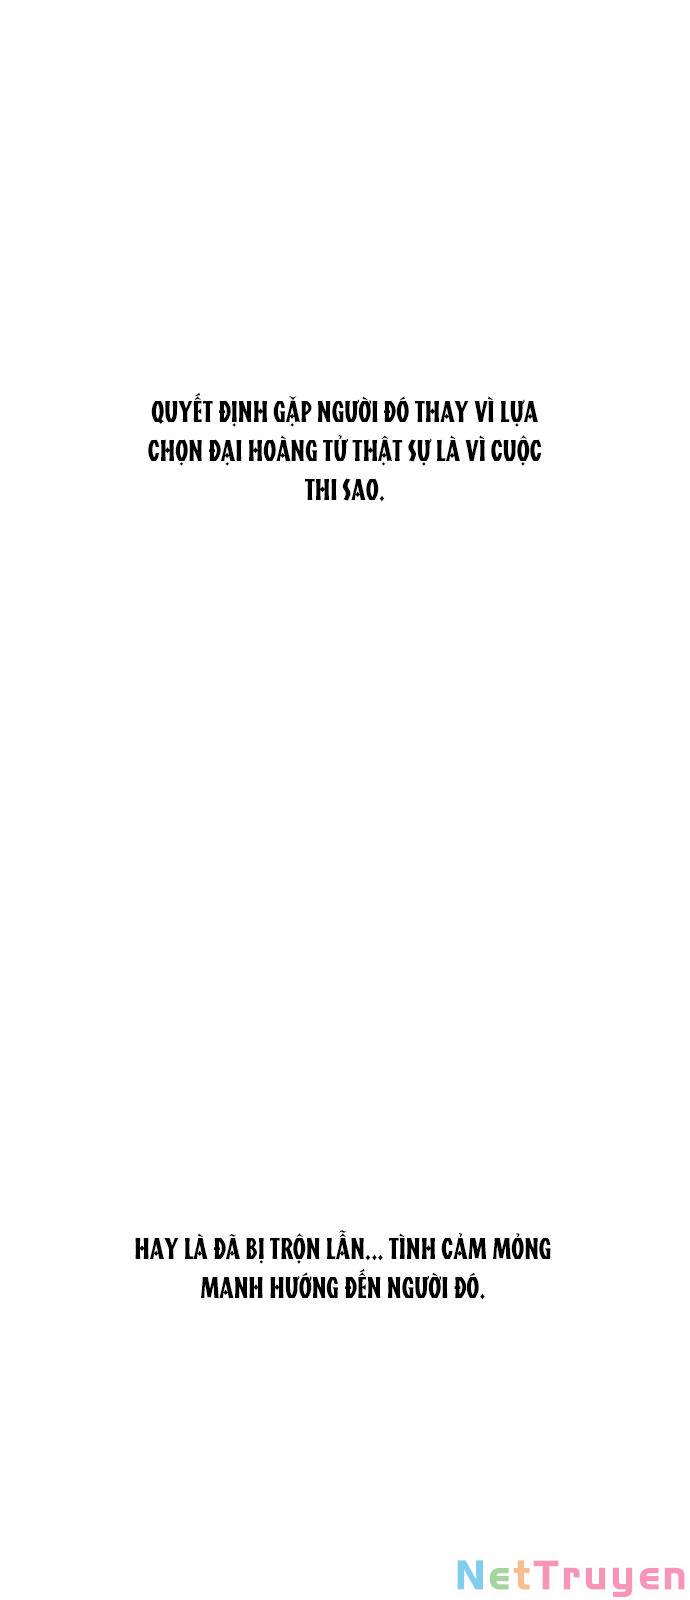 QUYẾT ĐỊNH GẶP NGƯỜI ĐÓ THAY VÌ LỰA
CHỌN ĐẠI HOÀNG TỬ THẬT SỰ LÀ VÌ CUỘC
THI SAO.
HAY LÀ ĐÃ BỊ TRỘN LẪN... TÌNH CẢM MỎNG
MANH HƯỚNG ĐẾN NGƯỜI ĐÓ.
NetTruyen